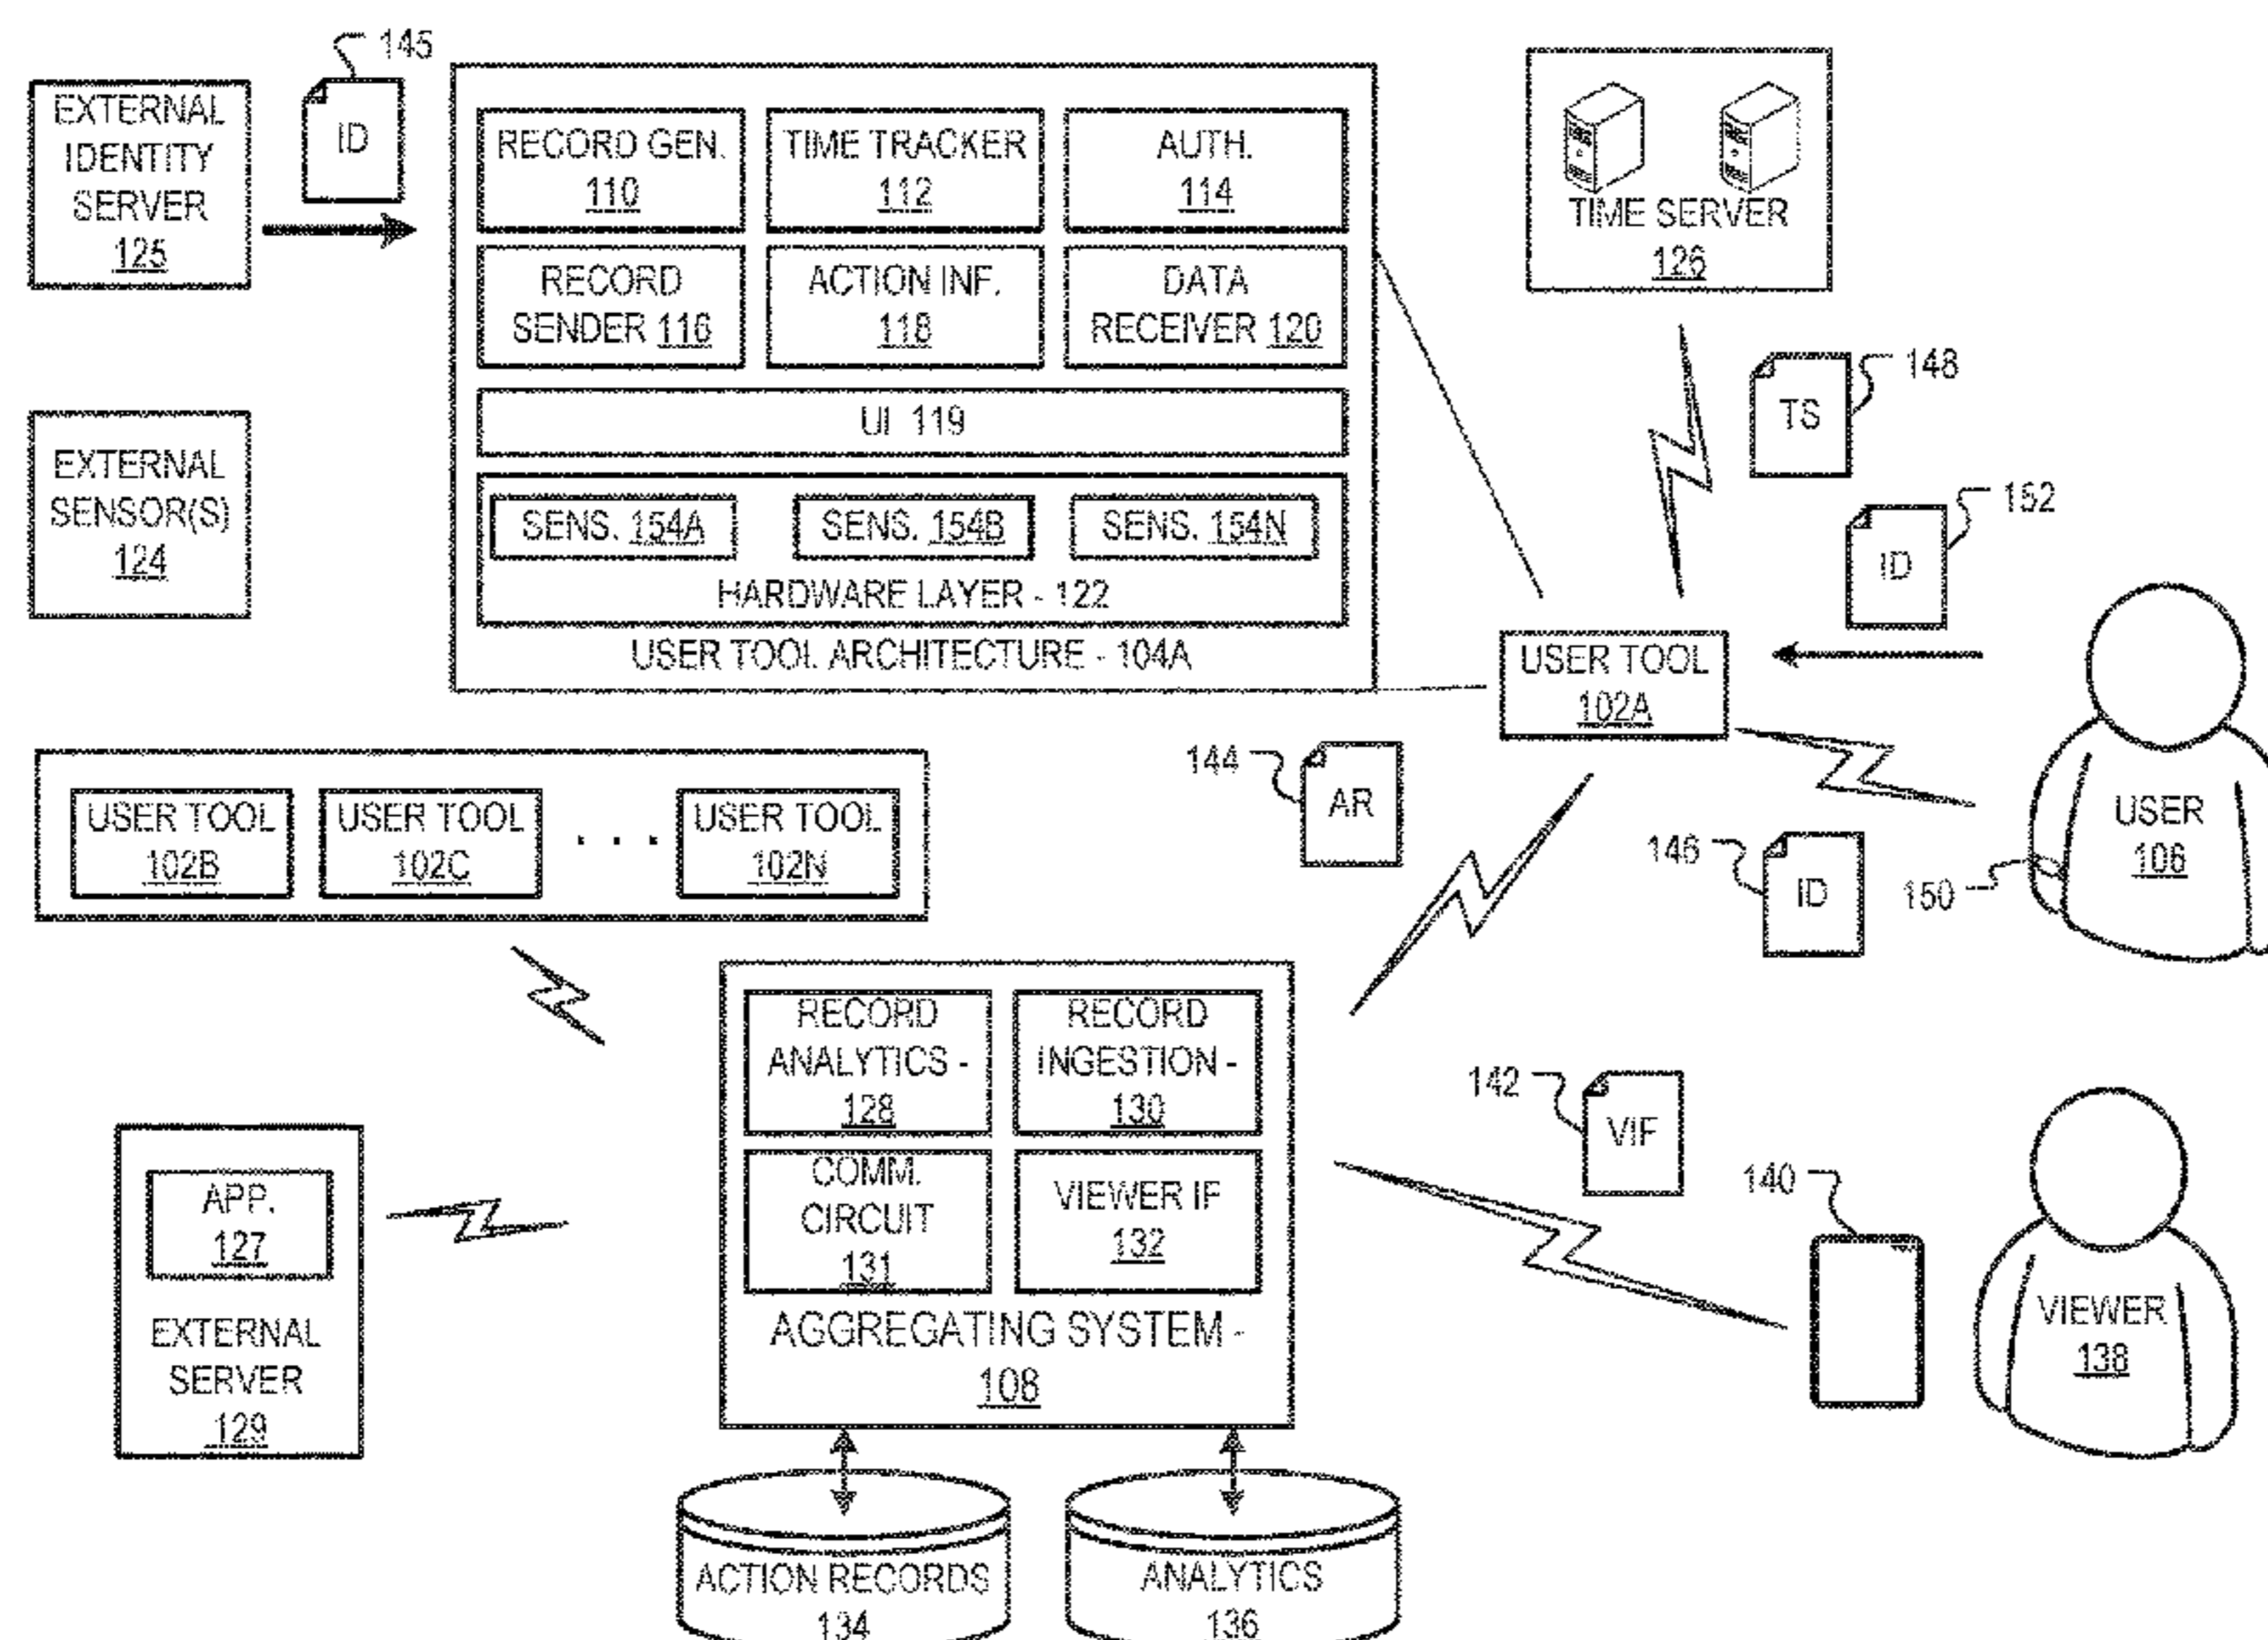 145
EXTERNAL
IDENTITY
SERVER
125
ID
RECORD GEN.
110
TIME TRACKER
112
AUTH.
114
RECORD
SENDER 116
ACTION INF.
118
DATA
RECEIVER 120
UI 119
SENS. 154A
SENS. 154B
SENS. 154N
HARDWARE LAYER - 122
USER TOOL ARCHITECTURE - 104A
TIME SERVER
126
EXTERNAL
SENSOR(S)
124
TS
148
ID
152
USER TOOL
102A
USER
106
150
144
AR
146
ID
USER TOOL
102B
USER TOOL
102C
. . .
USER TOOL
102N
RECORD
ANALYTICS -
128
RECORD
INGESTION -
130
COMM.
CIRCUIT
131
VIEWER IF
132
AGGREGATING SYSTEM -
108
APP.
127
EXTERNAL
SERVER
129
142
VIF
140
VIEWER
138
ACTION RECORDS
134
ANALYTICS
136